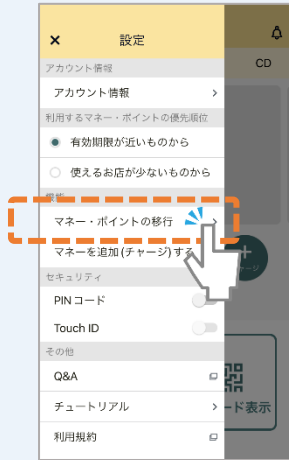 × 設定
CD
アカウント情報
アカウント情報 >
利用するマネー・ポイントの優先順位
有効期限が近いものから
使えるお店が少ないものから
マネー・ポイントの移行
マネーを追加(チャージ)する
セキュリティ
PINコード
Touch ID
その他
Q&A
チュートリアル >
ード表示
利用規約